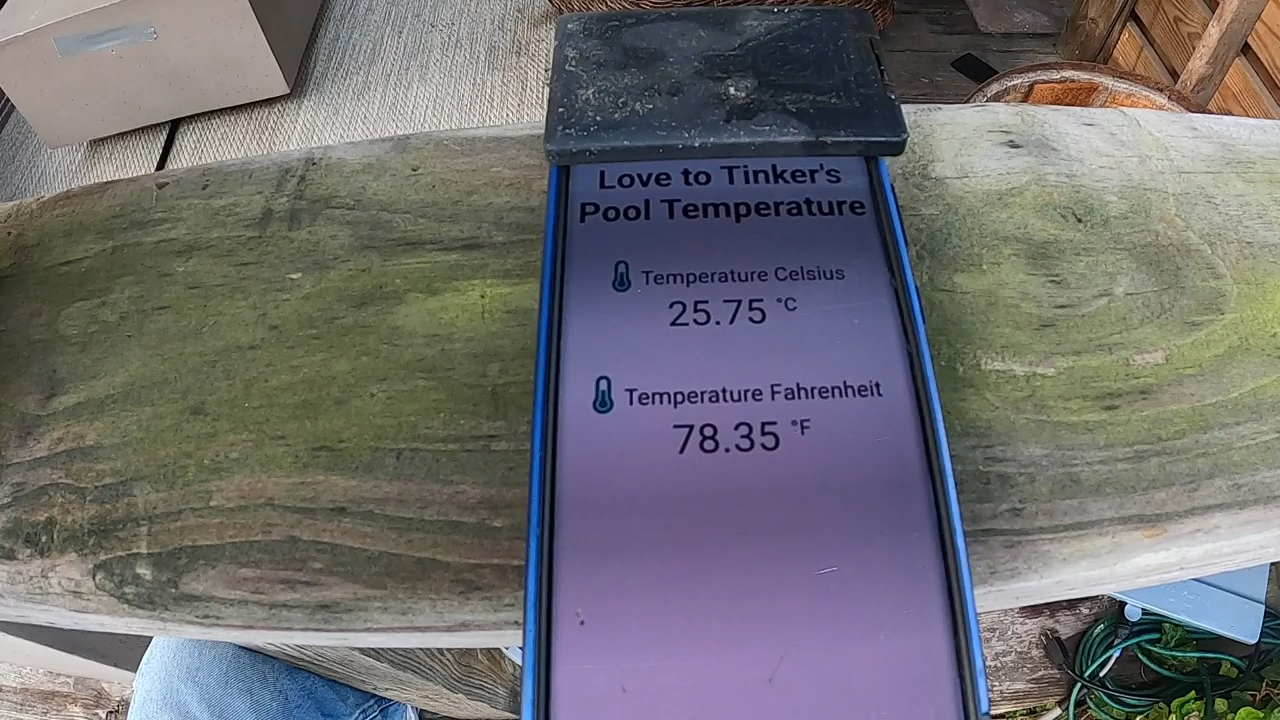 Love to Tinker's
Pool Temperature
Temperature Celsius
25.75 °C
Temperature Fahrenheit
78.35 °F